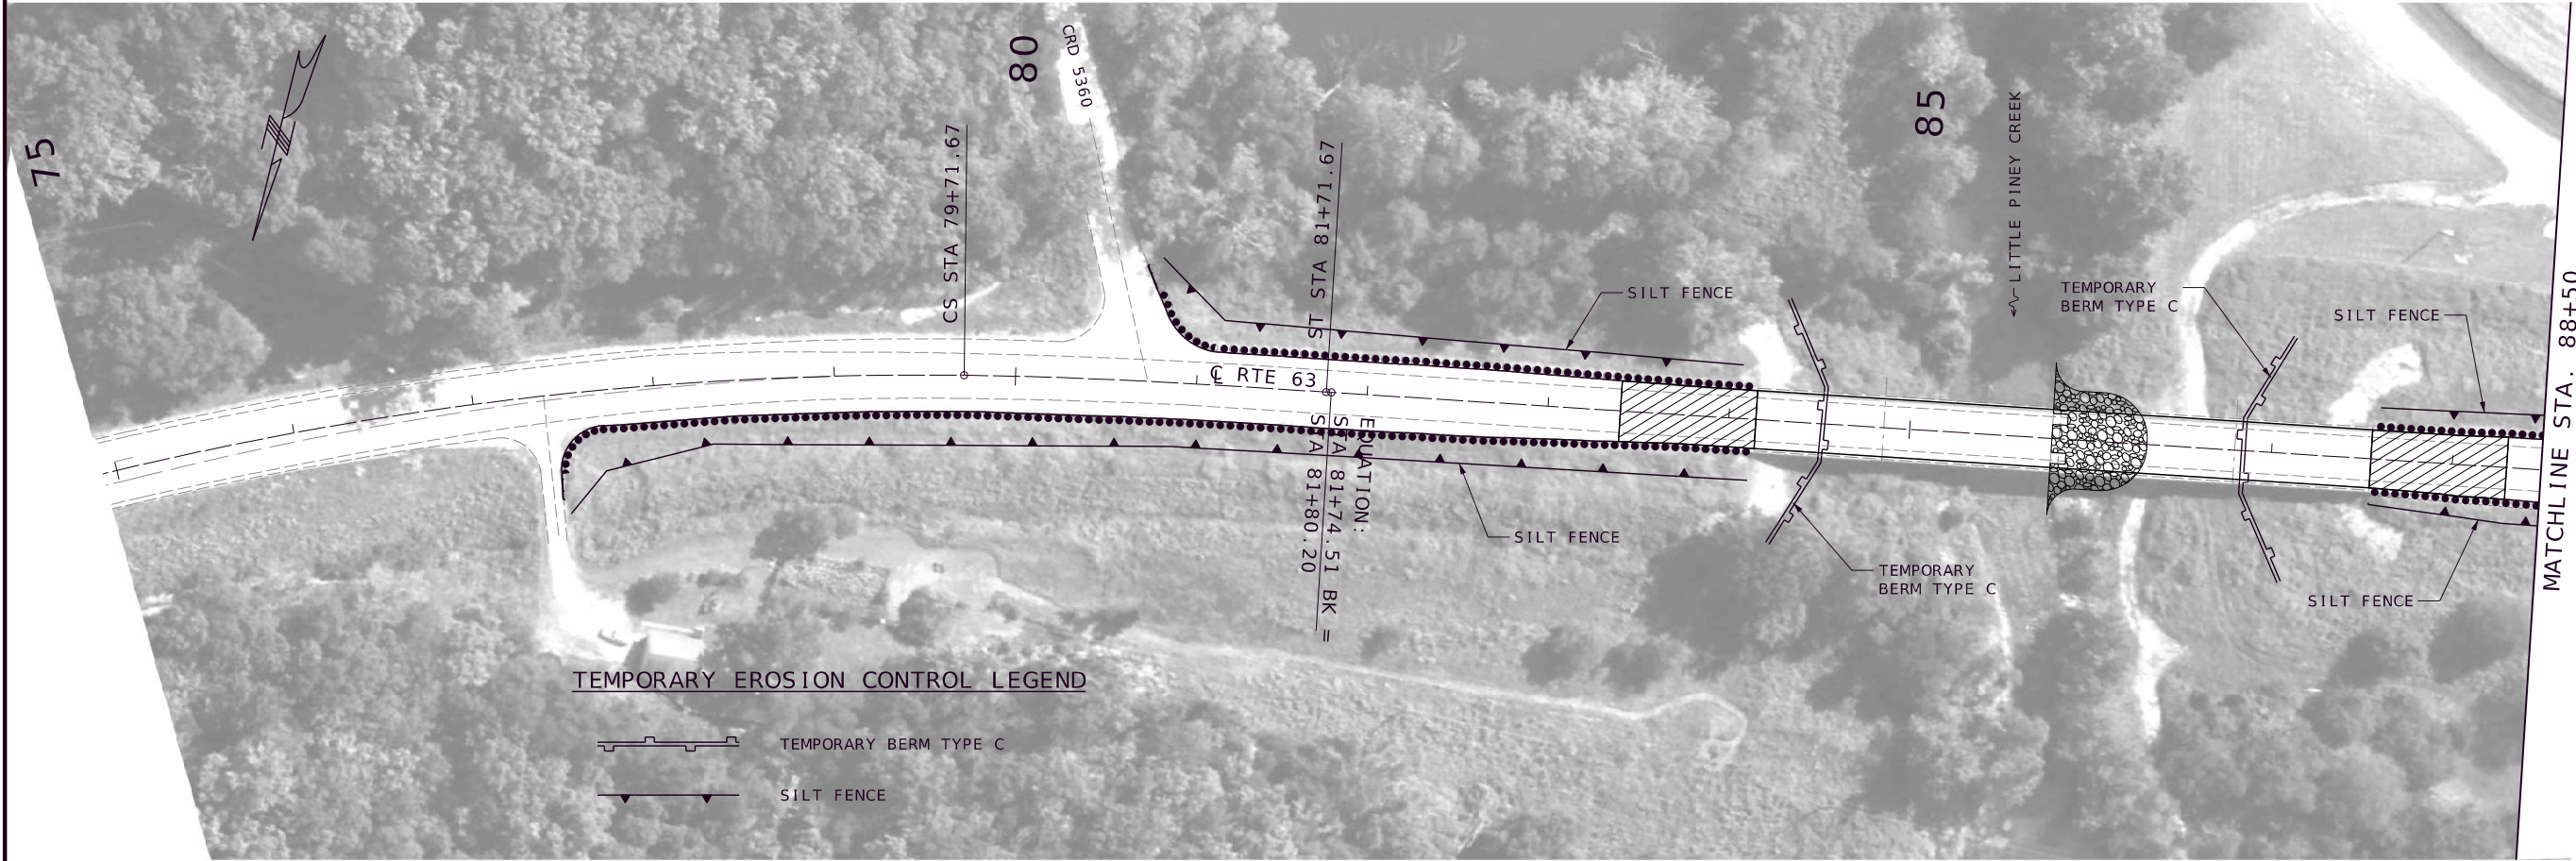 75
80
CRD 5360
85
LITTLE PINEY CREEK
CS STA 79+71.67
ST STA 81+71.67
℄ RTE 63
EQUATION:
STA 81+74.51 BK =
STA 81+80.20
SILT FENCE
SILT FENCE
TEMPORARY
BERM TYPE C
TEMPORARY
BERM TYPE C
SILT FENCE
SILT FENCE
MATCHLINE STA. 88+50
TEMPORARY EROSION CONTROL LEGEND
TEMPORARY BERM TYPE C
SILT FENCE